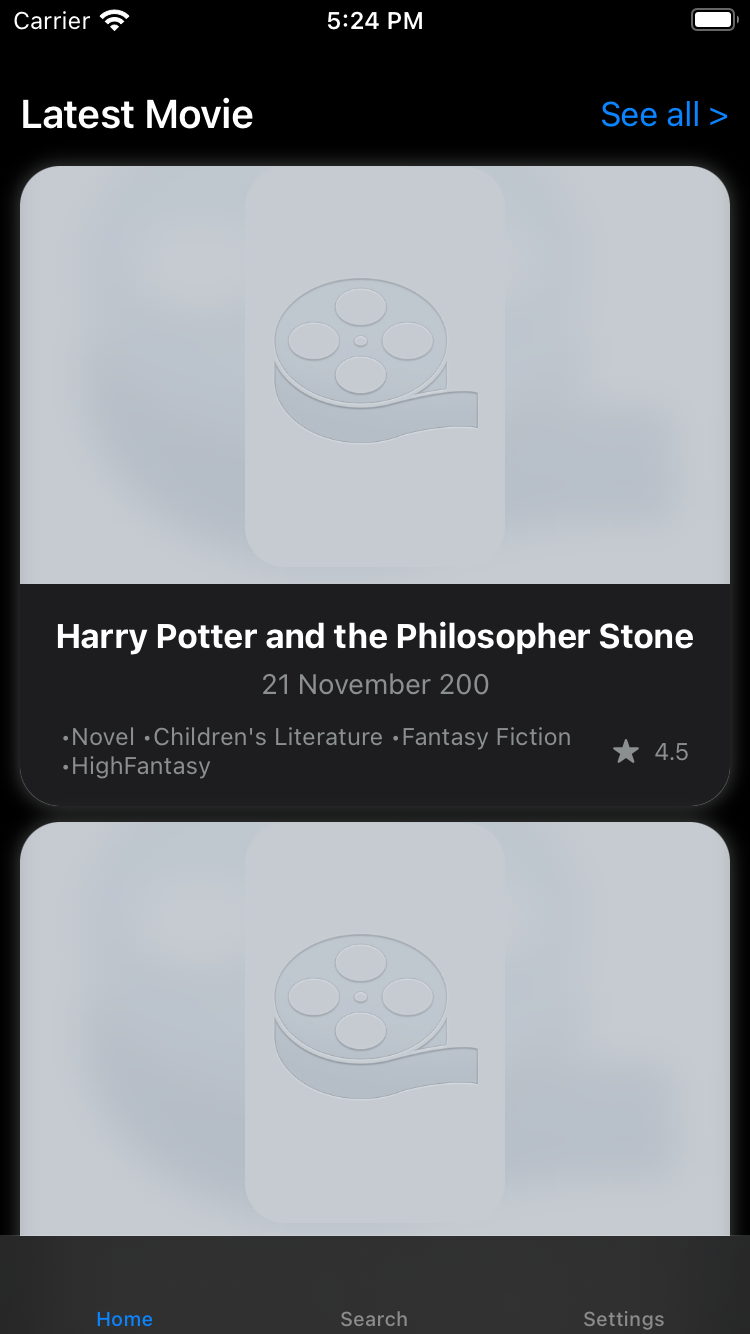 Carrier 5:24 PM
Latest Movie See all >
Harry Potter and the Philosopher Stone
21 November 200
•Novel •Children's Literature •Fantasy Fiction
•HighFantasy
★ 4.5
Home Search Settings